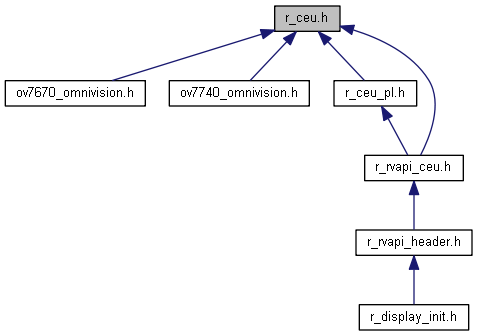 r_ceu.h
ov7670_omnivision.h
ov7740_omnivision.h
r_ceu_pl.h
r_rvapi_ceu.h
r_rvapi_header.h
r_display_init.h